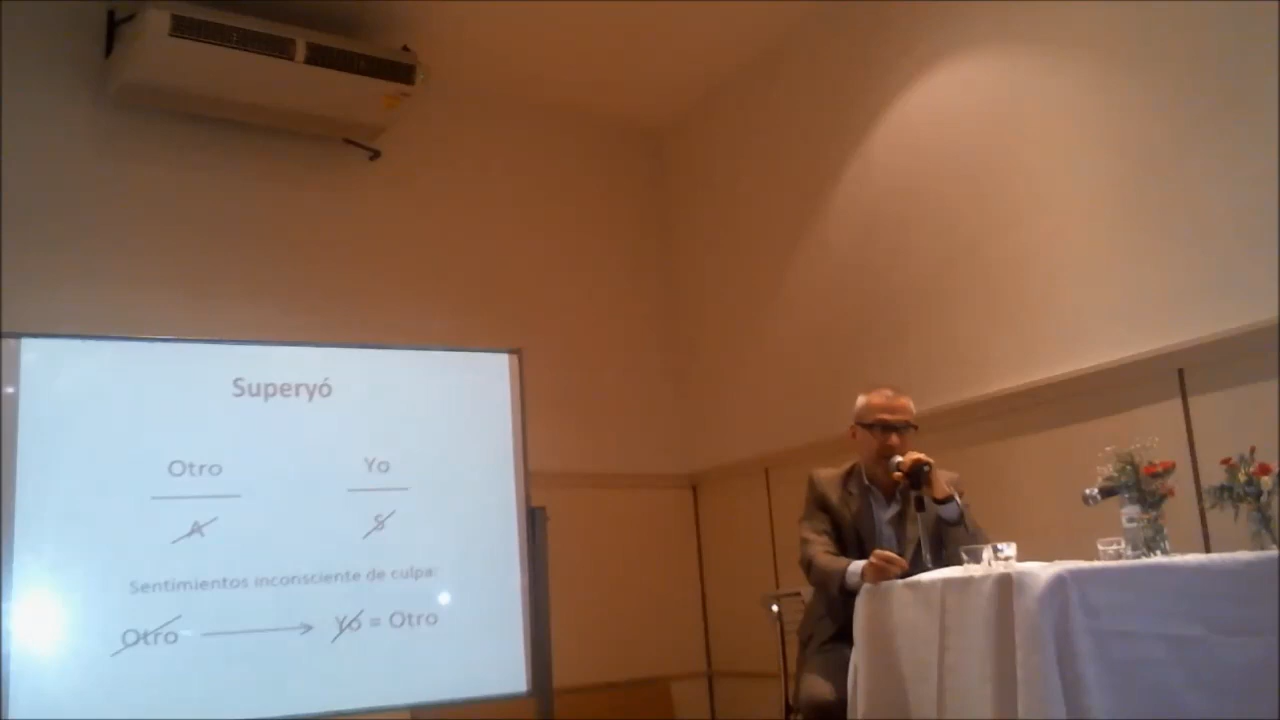 Superyó
Otro Yo
A S
Sentimientos inconsciente de culpa:
Otro → Yo = Otro